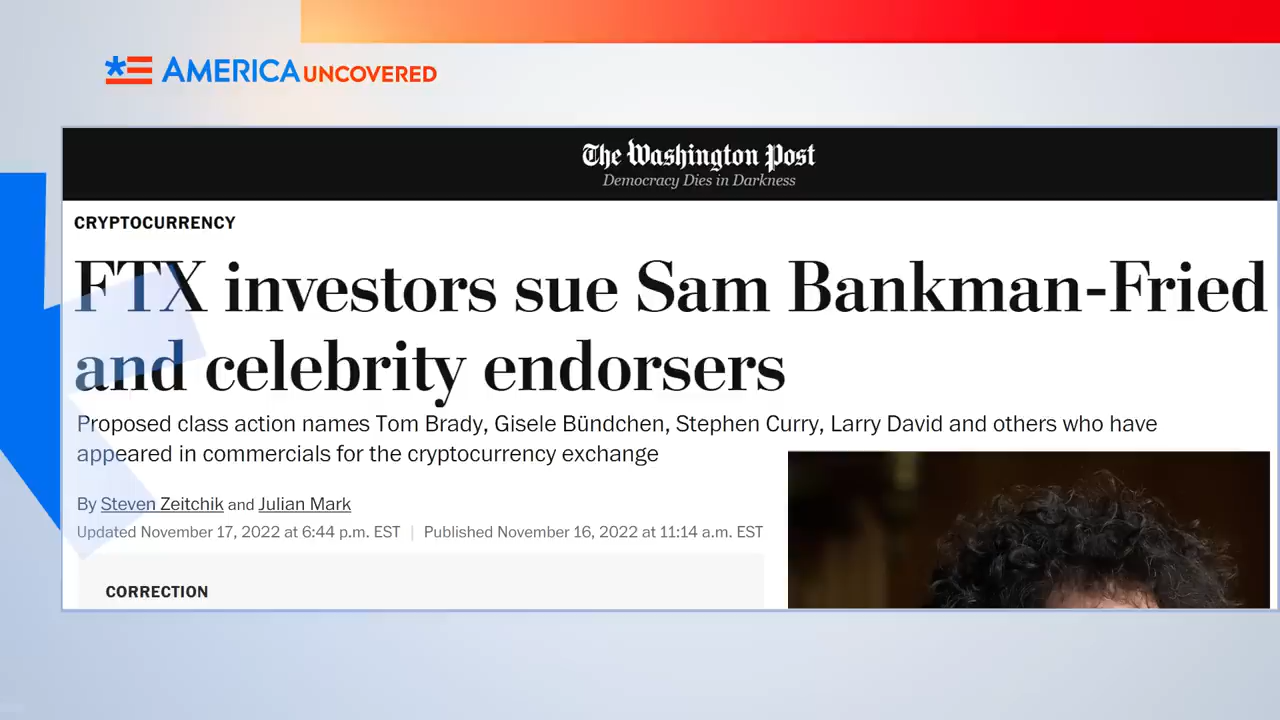 AMERICA UNCOVERED
The Washington Post
Democracy Dies in Darkness
CRYPTOCURRENCY
FTX investors sue Sam Bankman-Fried
and celebrity endorsers
Proposed class action names Tom Brady, Gisele Bündchen, Stephen Curry, Larry David and others who have
appeared in commercials for the cryptocurrency exchange
By Steven Zeitchik and Julian Mark
Updated November 17, 2022 at 6:44 p.m. EST | Published November 16, 2022 at 11:14 a.m. EST
CORRECTION